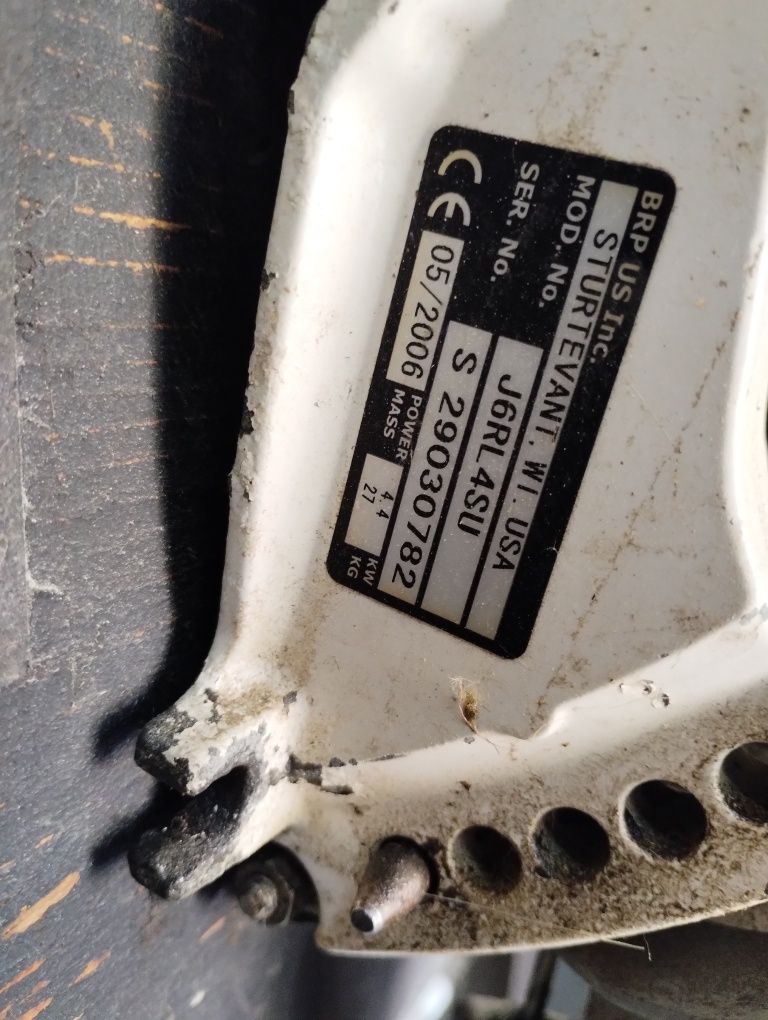 BRP US Inc.
STURTEVANT, WI. USA
MOD. No. J6RL4SU
SER. No. S 29030782
CE 05/2006 POWER 4.4 KW
MASS 27 KG